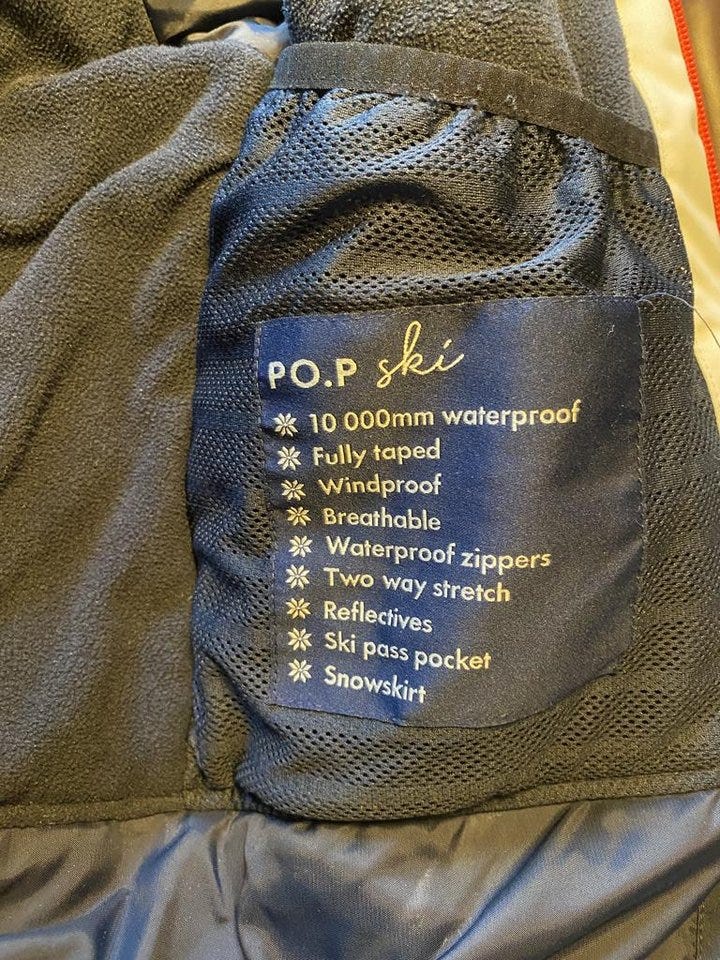 PO.P ski
10 000mm waterproof
Fully taped
Windproof
Breathable
Waterproof zippers
Two way stretch
Reflectives
Ski pass pocket
Snowskirt